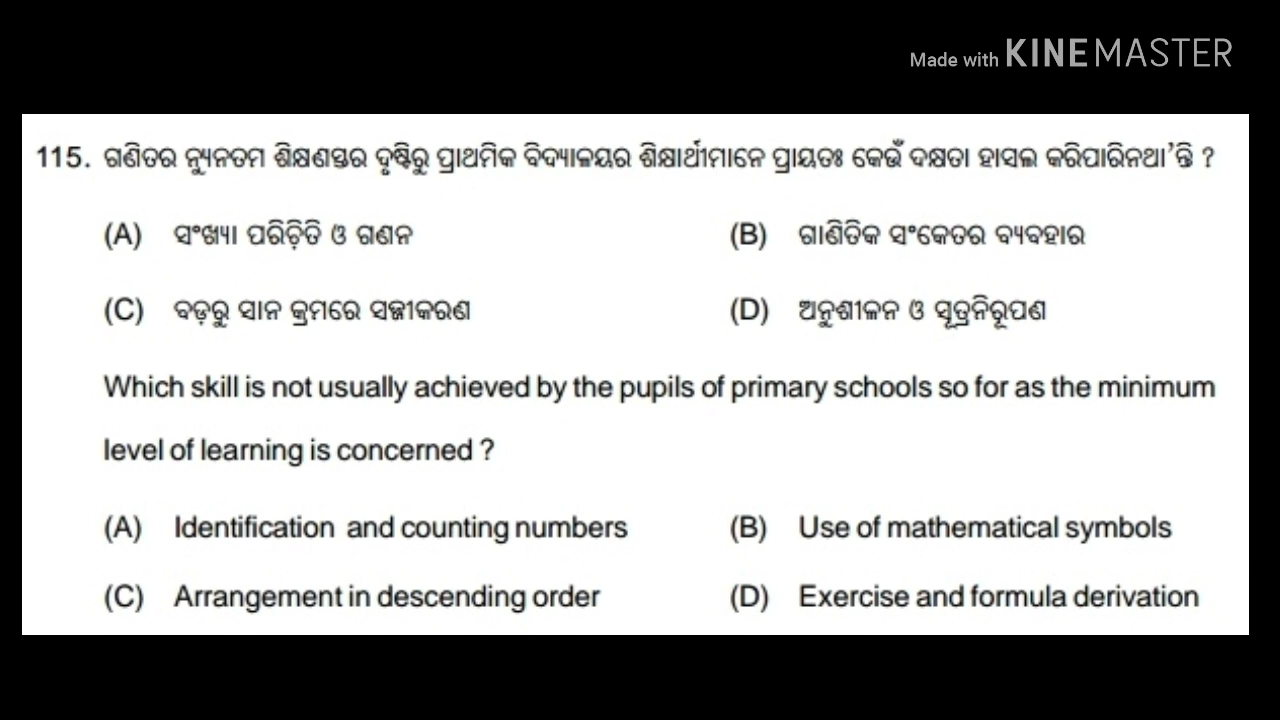 Made with KINEMASTER
115. ଗଣିତର ନ୍ୟୁନତମ ଶିକ୍ଷଣସ୍ତର ଦୃଷ୍ଟିରୁ ପ୍ରାଥମିକ ବିଦ୍ୟାଳୟର ଶିକ୍ଷାର୍ଥୀମାନେ ପ୍ରାୟତଃ କେଉଁ ଦକ୍ଷତା ହାସଲ କରିପାରିନଥା'ନ୍ତି ?
(A) ସଂଖ୍ୟା ପରିଚ଼ିତି ଓ ଗଣନ (B) ଗାଣିତିକ ସଂକେତର ବ୍ୟବହାର
(C) ବଡ଼ରୁ ସାନ କ୍ରମରେ ସଜ୍ଜୀକରଣ (D) ଅନୁଶୀଳନ ଓ ସୂତ୍ରନିରୂପଣ
Which skill is not usually achieved by the pupils of primary schools so for as the minimum
level of learning is concerned ?
(A) Identification and counting numbers (B) Use of mathematical symbols
(C) Arrangement in descending order (D) Exercise and formula derivation